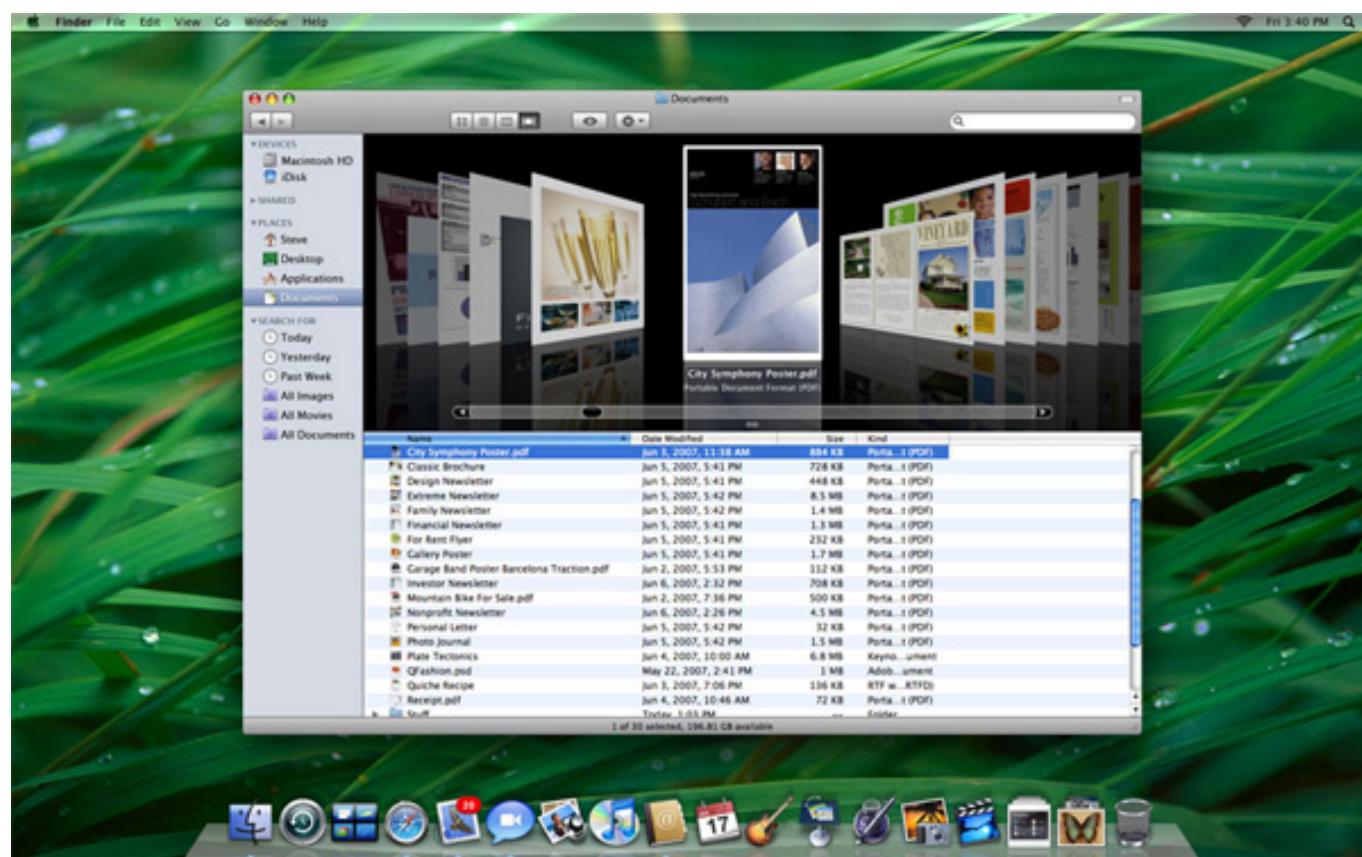 Finder File Edit View Go Window Help Fri 3:40 PM
Documents
DEVICES
Macintosh HD
iDisk
SHARED
PLACES
Steve
Desktop
Applications
Documents
SEARCH FOR
Today
Yesterday
Past Week
All Images
All Movies
All Documents
Schubert and Bach
VINEYARD
City Symphony Poster.pdf
Portable Document Format (PDF)
Name Date Modified Size Kind
City Symphony Poster.pdf Jun 3, 2007, 11:38 AM 884 KB Porta...t (PDF)
Classic Brochure Jun 5, 2007, 5:41 PM 728 KB Porta...t (PDF)
Design Newsletter Jun 5, 2007, 5:41 PM 448 KB Porta...t (PDF)
Extreme Newsletter Jun 5, 2007, 5:42 PM 8.5 MB Porta...t (PDF)
Family Newsletter Jun 5, 2007, 5:42 PM 1.4 MB Porta...t (PDF)
Financial Newsletter Jun 5, 2007, 5:41 PM 1.3 MB Porta...t (PDF)
For Rent Flyer Jun 5, 2007, 5:41 PM 232 KB Porta...t (PDF)
Gallery Poster Jun 5, 2007, 5:41 PM 1.7 MB Porta...t (PDF)
Garage Band Poster Barcelona Traction.pdf Jun 2, 2007, 5:53 PM 112 KB Porta...t (PDF)
Investor Newsletter Jun 6, 2007, 2:32 PM 708 KB Porta...t (PDF)
Mountain Bike For Sale.pdf Jun 2, 2007, 7:36 PM 500 KB Porta...t (PDF)
Nonprofit Newsletter Jun 6, 2007, 2:26 PM 4.5 MB Porta...t (PDF)
Personal Letter Jun 5, 2007, 5:42 PM 32 KB Porta...t (PDF)
Photo Journal Jun 5, 2007, 5:42 PM 1.5 MB Porta...t (PDF)
Plate Tectonics Jun 4, 2007, 10:00 AM 6.8 MB Keyno...ument
QFashion.psd May 22, 2007, 2:41 PM 1 MB Adob...ument
Quiche Recipe Jun 3, 2007, 7:06 PM 136 KB RTF w...RTFD)
Receipt.pdf Jun 4, 2007, 10:46 AM 72 KB Porta...t (PDF)
Stuff Today, 1:03 PM -- Folder
1 of 30 selected, 196.81 GB available
20
17